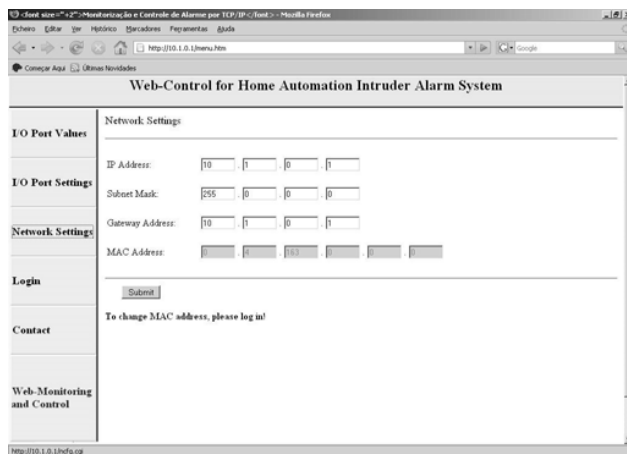 <font size="+2">Monitorização e Controle de Alarme por TCP/IP</font> - Mozilla Firefox
Ficheiro Editar Ver Histórico Marcadores Ferramentas Ajuda
http://10.1.0.1/menu.htm
Google
Começar Aqui Últimas Novidades
Web-Control for Home Automation Intruder Alarm System
I/O Port Values
I/O Port Settings
Network Settings
Login
Contact
Web-Monitoring
and Control
Network Settings
IP Address: 10 . 1 . 0 . 1
Subnet Mask: 255 . 0 . 0 . 0
Gateway Address: 10 . 1 . 0 . 1
MAC Address: 0 . 4 . 163 . 0 . 0 . 0
Submit
To change MAC address, please log in!
http://10.1.0.1/ncfg.cgi